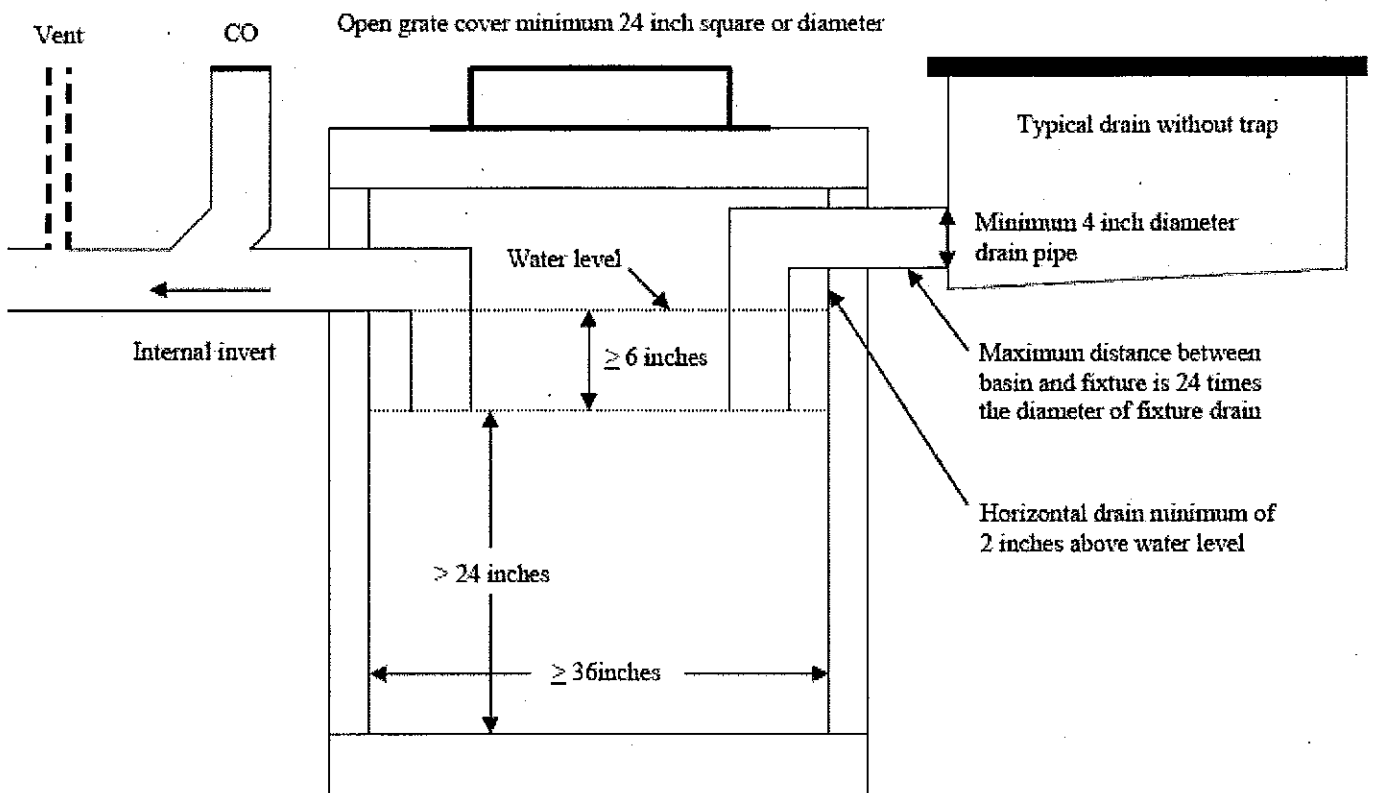 Open grate cover minimum 24 inch square or diameter
Vent
CO
Typical drain without trap
Minimum 4 inch diameter
drain pipe
Water level
Internal invert
≥ 6 inches
Maximum distance between
basin and fixture is 24 times
the diameter of fixture drain
Horizontal drain minimum of
2 inches above water level
> 24 inches
≥ 36inches